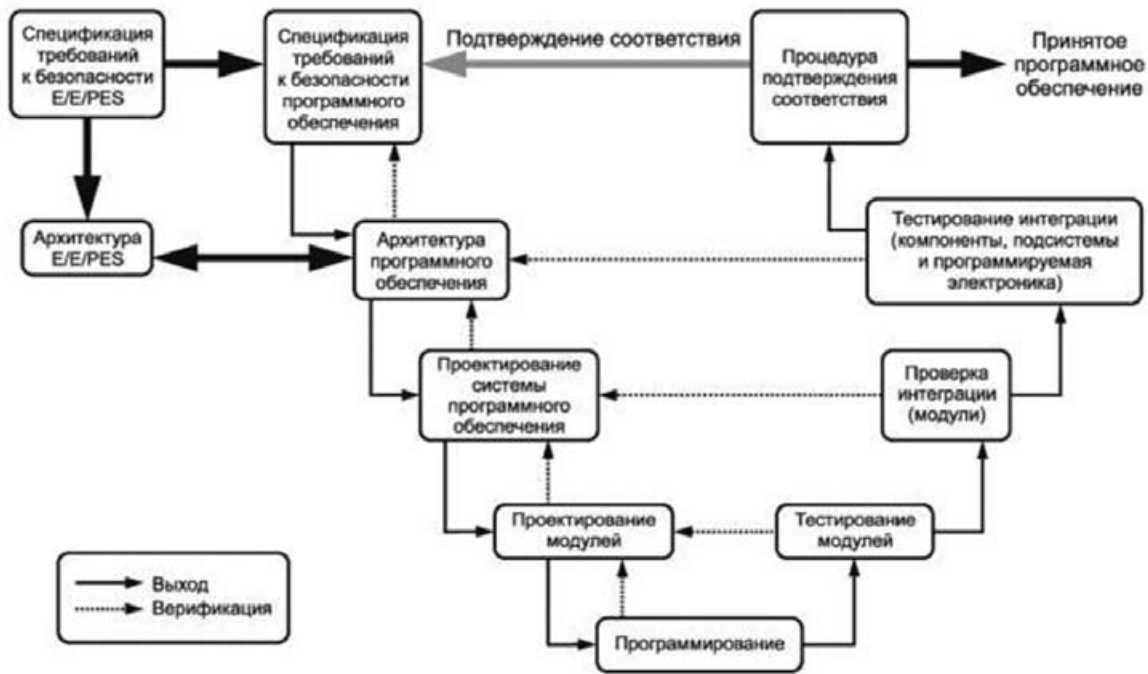 Спецификация
требований
к безопасности
E/E/PES
Спецификация
требований
к безопасности
программного
обеспечения
Подтверждение соответствия
Процедура
подтверждения
соответствия
Принятое
программное
обеспечение
Архитектура
E/E/PES
Архитектура
программного
обеспечения
Тестирование интеграции
(компоненты, подсистемы
и программируемая
электроника)
Проектирование
системы
программного
обеспечения
Проверка
интеграции
(модули)
Проектирование
модулей
Тестирование
модулей
Программирование
Выход
Верификация